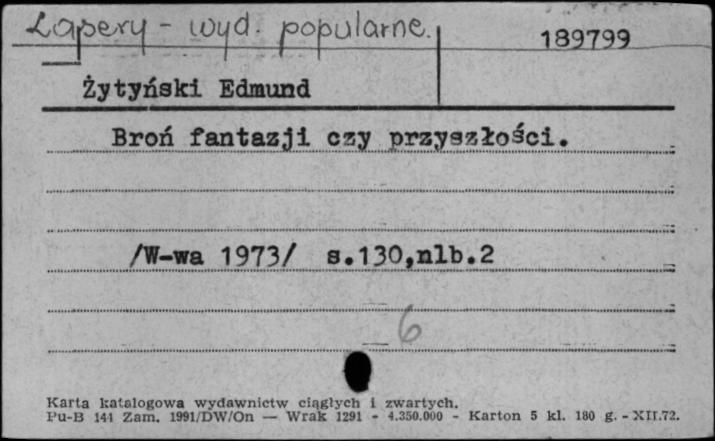 Lapery - wyd. popularne.
189799
Żytyński Edmund
Broń fantazji czy przyszłości.
/W-wa 1973/ s.130,nlb.2
6
Karta katalogowa wydawnictw ciągłych i zwartych.
Pu-B 141 Zam. 1991/DW/On — Wrak 1291 - 4.350.000 - Karton 5 kl. 180 g. - XII.72.